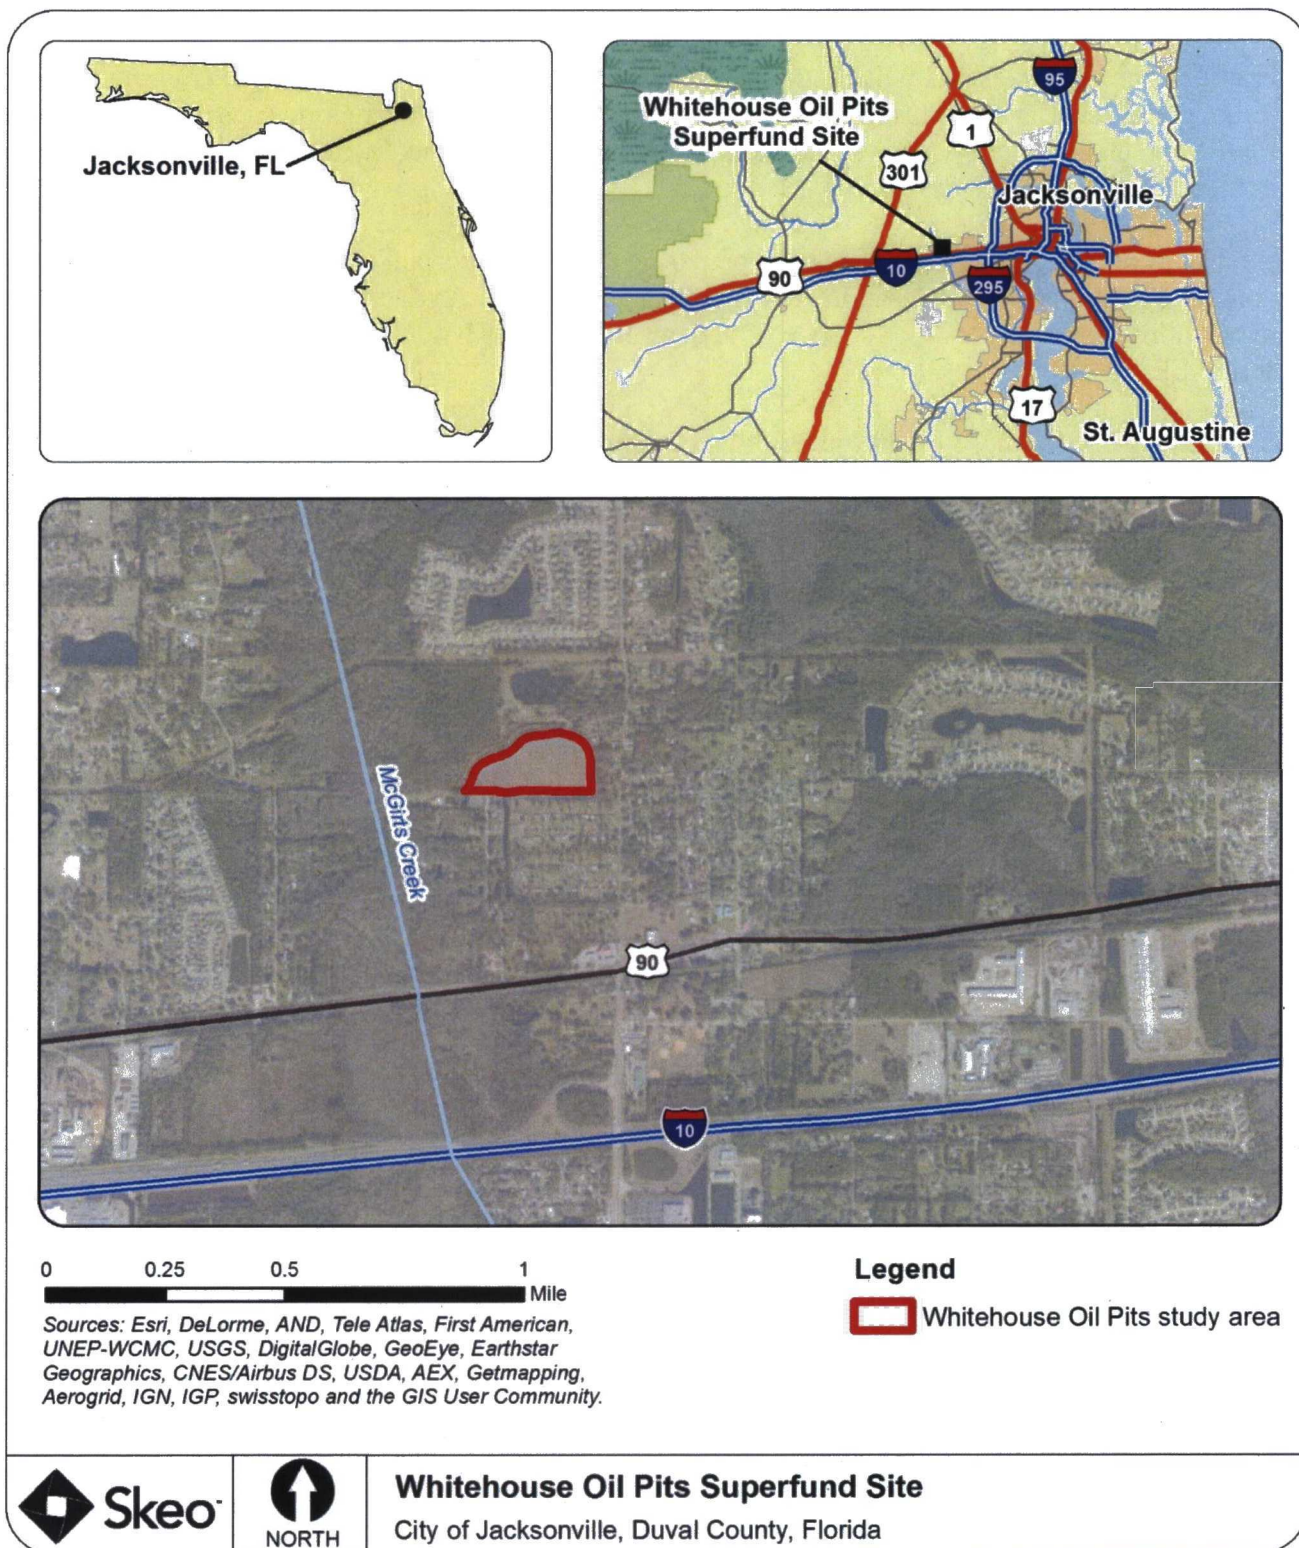 Jacksonville, FL
Whitehouse Oil Pits
Superfund Site
95
1
301
Jacksonville
90
10
295
17
St. Augustine
McGirts Creek
90
10
0 0.25 0.5 1
Mile
Sources: Esri, DeLorme, AND, Tele Atlas, First American,
UNEP-WCMC, USGS, DigitalGlobe, GeoEye, Earthstar
Geographics, CNES/Airbus DS, USDA, AEX, Getmapping,
Aerogrid, IGN, IGP, swisstopo and the GIS User Community.
Legend
Whitehouse Oil Pits study area
Skeo
NORTH
Whitehouse Oil Pits Superfund Site
City of Jacksonville, Duval County, Florida